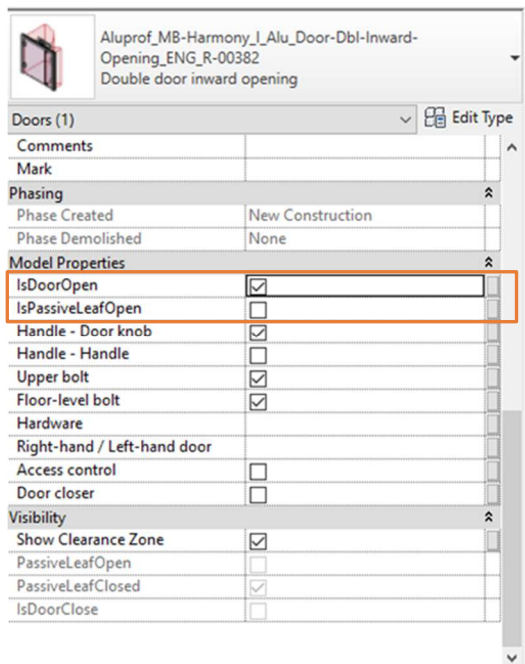 Aluprof_MB-Harmony_I_Alu_Door-Dbl-Inward-
Opening_ENG_R-00382
Double door inward opening
Doors (1) Edit Type
Comments
Mark
Phasing
Phase Created New Construction
Phase Demolished None
Model Properties
IsDoorOpen
IsPassiveLeafOpen
Handle - Door knob
Handle - Handle
Upper bolt
Floor-level bolt
Hardware
Right-hand / Left-hand door
Access control
Door closer
Visibility
Show Clearance Zone
PassiveLeafOpen
PassiveLeafClosed
IsDoorClose